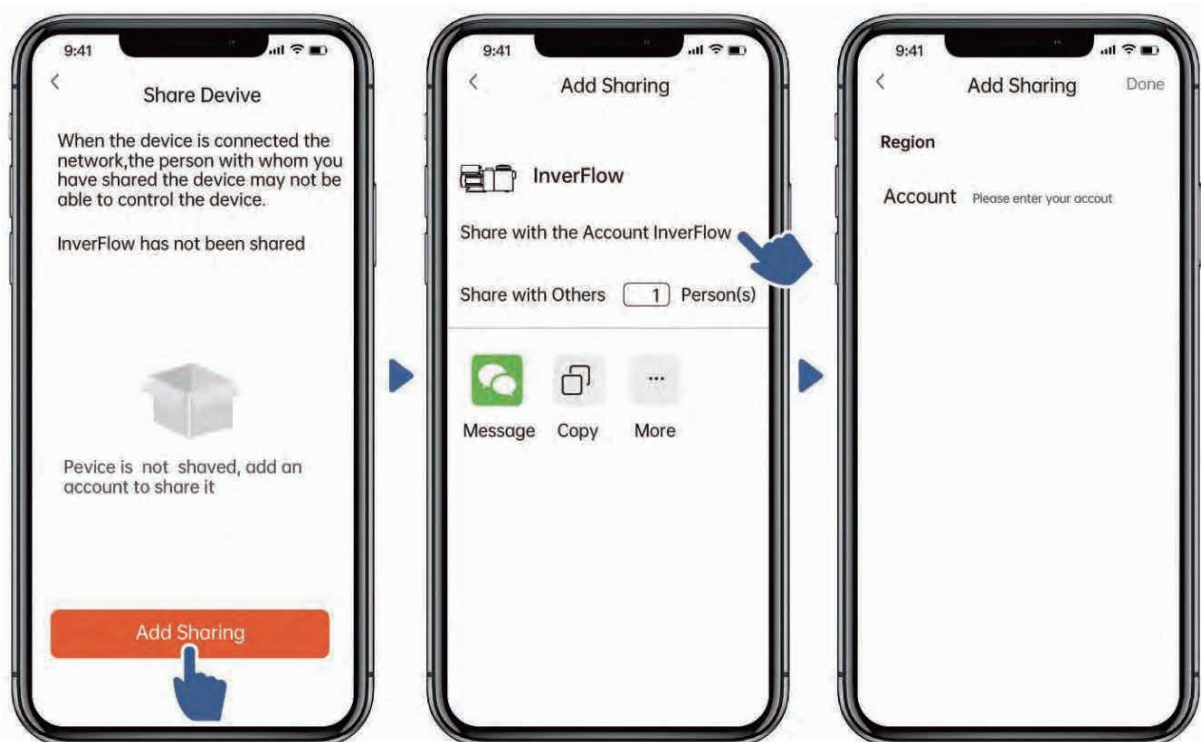 9:41
<
Share Devive
When the device is connected the
network,the person with whom you
have shared the device may not be
able to control the device.
InverFlow has not been shared
Pevice is not shaved, add an
account to share it
Add Sharing
9:41
<
Add Sharing
InverFlow
Share with the Account InverFlow
Share with Others 1 Person(s)
Message Copy More
9:41
<
Add Sharing Done
Region
Account Please enter your accout